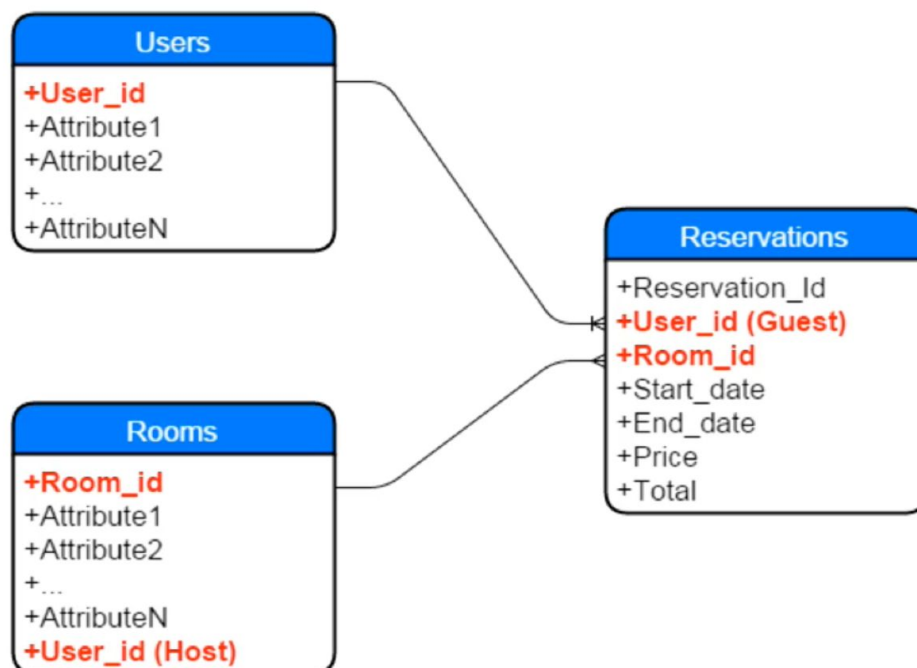 Users
+User_id
+Attribute1
+Attribute2
+...
+AttributeN
Reservations
+Reservation_Id
+User_id (Guest)
+Room_id
+Start_date
+End_date
+Price
+Total
Rooms
+Room_id
+Attribute1
+Attribute2
+...
+AttributeN
+User_id (Host)